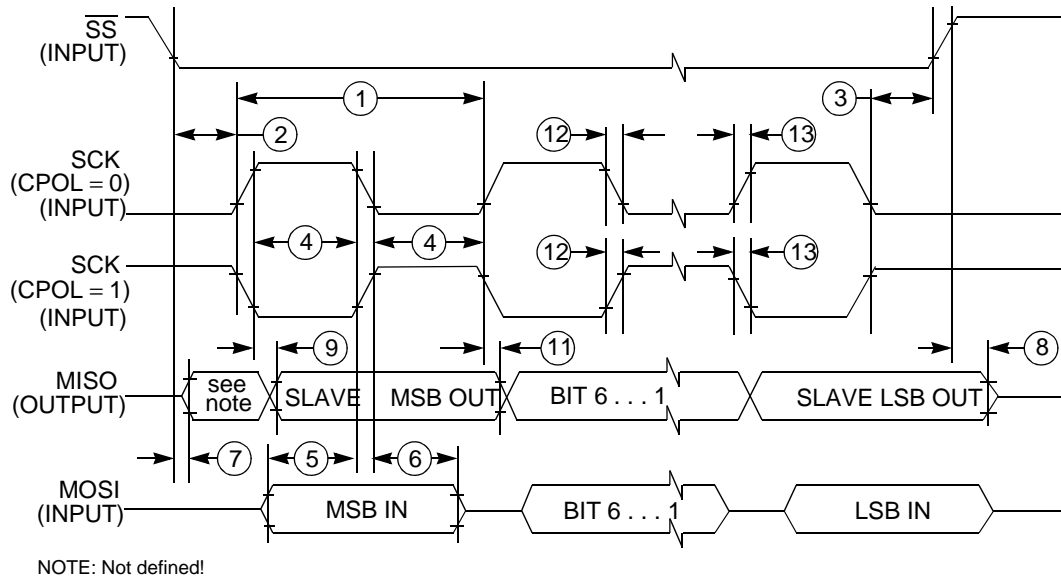 SS
(INPUT)
1
3
2
12
13
SCK
(CPOL = 0)
(INPUT)
4
4
12
13
SCK
(CPOL = 1)
(INPUT)
9
11
8
MISO
(OUTPUT)
see
note
SLAVE MSB OUT
BIT 6 . . . 1
SLAVE LSB OUT
7
5
6
MOSI
(INPUT)
MSB IN
BIT 6 . . . 1
LSB IN
NOTE: Not defined!